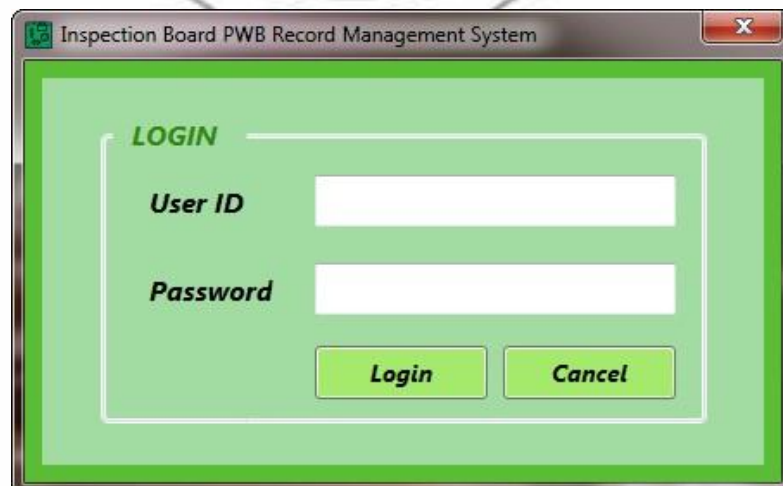 Inspection Board PWB Record Management System
LOGIN
User ID
Password
Login Cancel